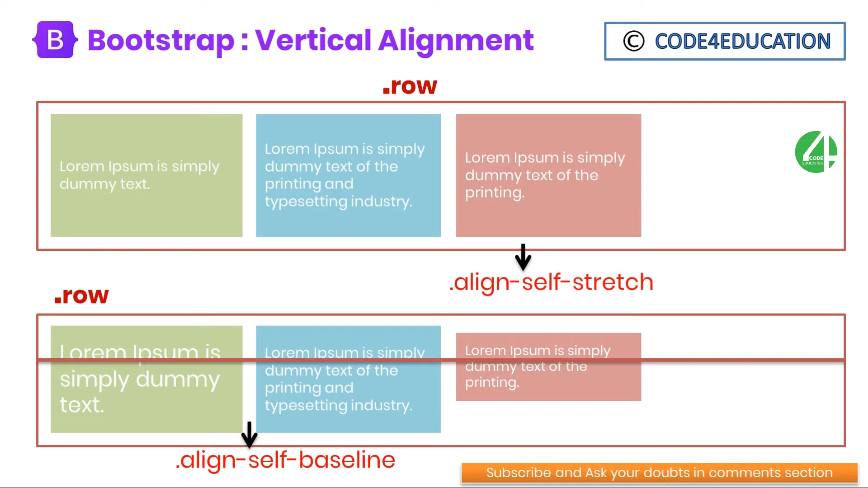 B Bootstrap : Vertical Alignment
© CODE4EDUCATION
.row
Lorem Ipsum is simply
dummy text.
Lorem Ipsum is simply
dummy text of the
printing and
typesetting industry.
Lorem Ipsum is simply
dummy text of the
printing.
4
CODE
.align-self-stretch
.row
Lorem Ipsum is
simply dummy
text.
Lorem Ipsum is simply
dummy text of the
printing and
typesetting industry.
Lorem Ipsum is simply
dummy text of the
printing.
.align-self-baseline
Subscribe and Ask your doubts in comments section